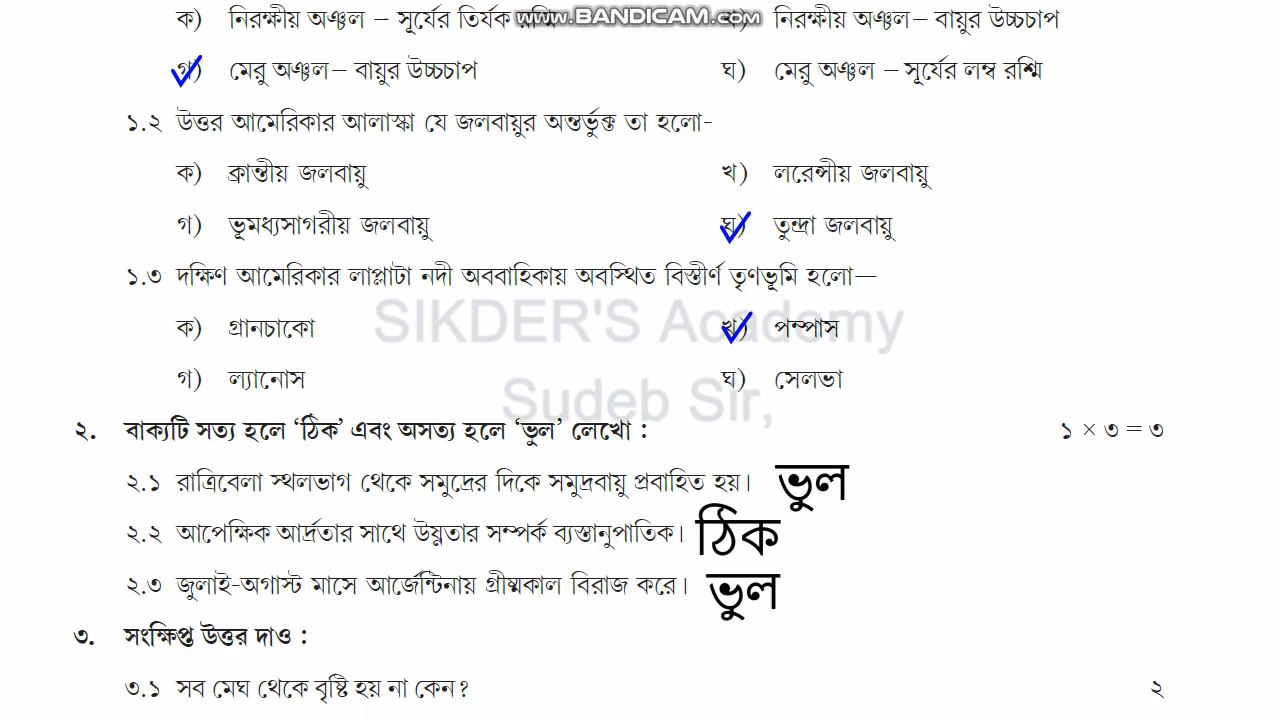 www.BANDICAM.com
ক) নিরক্ষীয় অঞ্চল – সূর্যের তির্যক রশ্মি খ) নিরক্ষীয় অঞ্চল– বায়ুর উচ্চচাপ
গ) মেরু অঞ্চল– বায়ুর উচ্চচাপ ঘ) মেরু অঞ্চল – সূর্যের লম্ব রশ্মি
১.২ উত্তর আমেরিকার আলাস্কা যে জলবায়ুর অন্তর্ভুক্ত তা হলো-
ক) ক্রান্তীয় জলবায়ু খ) লরেন্সীয় জলবায়ু
গ) ভূমধ্যসাগরীয় জলবায়ু ঘ) তুন্দ্রা জলবায়ু
১.৩ দক্ষিণ আমেরিকার লাপ্লাটা নদী অববাহিকায় অবস্থিত বিস্তীর্ণ তৃণভূমি হলো—
SIKDER'S Academy
ক) গ্রানচাকো খ) পম্পাস
গ) ল্যানোস ঘ) সেলভা
Sudeb Sir,
২. বাক্যটি সত্য হলে ‘ঠিক’ এবং অসত্য হলে ‘ভুল’ লেখো : ১ × ৩ = ৩
২.১ রাত্রিবেলা স্থলভাগ থেকে সমুদ্রের দিকে সমুদ্রবায়ু প্রবাহিত হয়। ভুল
২.২ আপেক্ষিক আর্দ্রতার সাথে উষ্ণতার সম্পর্ক ব্যস্তানুপাতিক। ঠিক
২.৩ জুলাই-অগাস্ট মাসে আর্জেন্টিনায় গ্রীষ্মকাল বিরাজ করে। ভুল
৩. সংক্ষিপ্ত উত্তর দাও :
৩.১ সব মেঘ থেকে বৃষ্টি হয় না কেন? ২